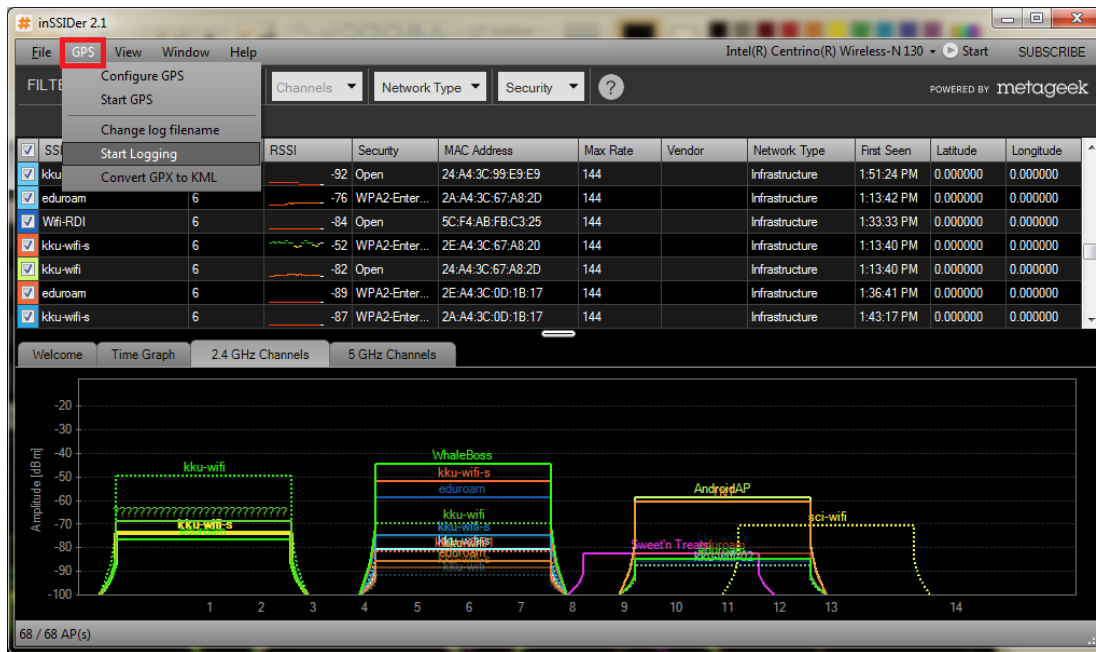 inSSIDer 2.1
File GPS View Window Help Intel(R) Centrino(R) Wireless-N 130 Start SUBSCRIBE
Configure GPS
Start GPS
Change log filename
Start Logging
Convert GPX to KML
FILTE Channels Network Type Security ? POWERED BY metageek
SSI RSSI Security MAC Address Max Rate Vendor Network Type First Seen Latitude Longitude
kku -92 Open 24:A4:3C:99:E9:E9 144 Infrastructure 1:51:24 PM 0.000000 0.000000
eduroam 6 -76 WPA2-Enter... 2A:A4:3C:67:A8:2D 144 Infrastructure 1:13:42 PM 0.000000 0.000000
Wifi-RDI 6 -84 Open 5C:F4:AB:FB:C3:25 144 Infrastructure 1:33:33 PM 0.000000 0.000000
kku-wifi-s 6 -52 WPA2-Enter... 2E:A4:3C:67:A8:20 144 Infrastructure 1:13:40 PM 0.000000 0.000000
kku-wifi 6 -82 Open 24:A4:3C:67:A8:2D 144 Infrastructure 1:13:40 PM 0.000000 0.000000
eduroam 6 -89 WPA2-Enter... 2E:A4:3C:0D:1B:17 144 Infrastructure 1:36:41 PM 0.000000 0.000000
kku-wifi-s 6 -87 WPA2-Enter... 2A:A4:3C:0D:1B:17 144 Infrastructure 1:43:17 PM 0.000000 0.000000
Welcome Time Graph 2.4 GHz Channels 5 GHz Channels
Amplitude [dBm]
-20
-30
-40
-50
-60
-70
-80
-90
-100
kku-wifi
???????????????????????????
kku-wifi-s
WhaleBoss
kku-wifi-s
eduroam
kku-wifi
kku-wifi-s
eduroam
kku-wifi
AndroidAP
sci-wifi
Sweet'n Treats
eduroam
1 2 3 4 5 6 7 8 9 10 11 12 13 14
68 / 68 AP(s)